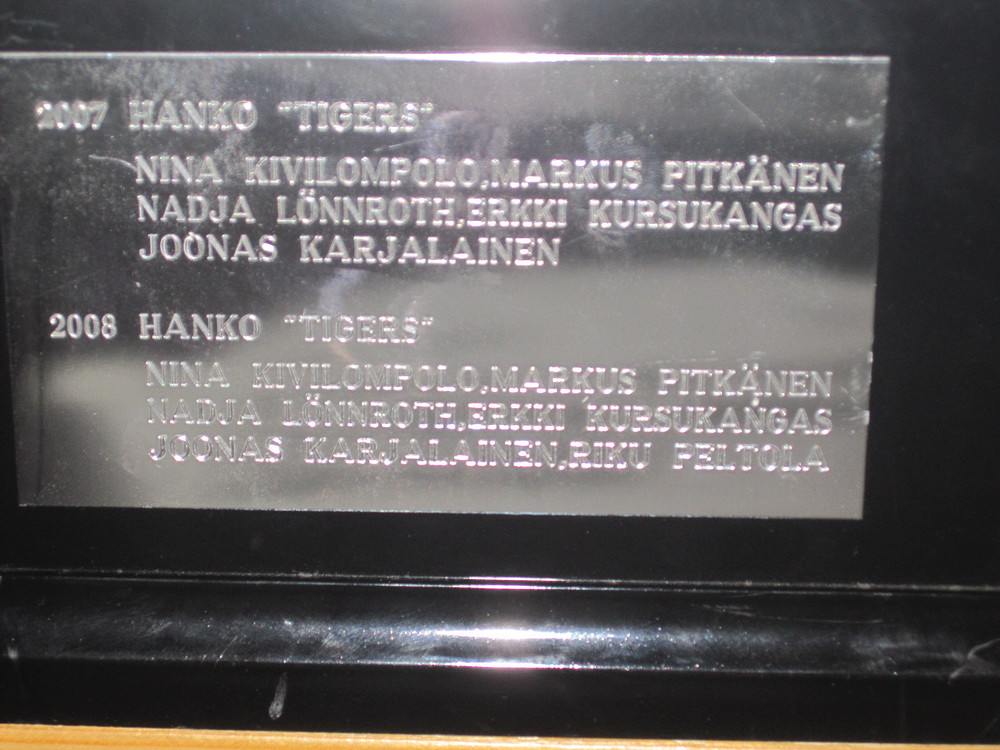 2007 HANKO "TIGERS"
NINA KIVILOMPOLO,MARKUS PITKÄNEN
NADJA LÖNNROTH,ERKKI KURSUKANGAS
JOONAS KARJALAINEN
2008 HANKO "TIGERS"
NINA KIVILOMPOLO,MARKUS PITKÄNEN
NADJA LÖNNROTH,ERKKI KURSUKANGAS
JOONAS KARJALAINEN,RIKU PELTOLA